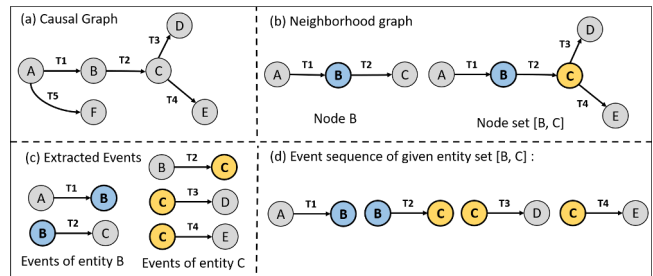 (a) Causal Graph
D
T3
A
T1
B
T2
C
T5
T4
F
E
(b) Neighborhood graph
D
T3
A
T1
B
T2
C
A
T1
B
T2
C
T4
E
Node B
Node set [B, C]
(c) Extracted Events
B
T2
C
A
T1
B
C
T3
D
B
T2
C
C
T4
E
Events of entity B
Events of entity C
(d) Event sequence of given entity set [B, C] :
A
T1
B
B
T2
C
C
T3
D
C
T4
E